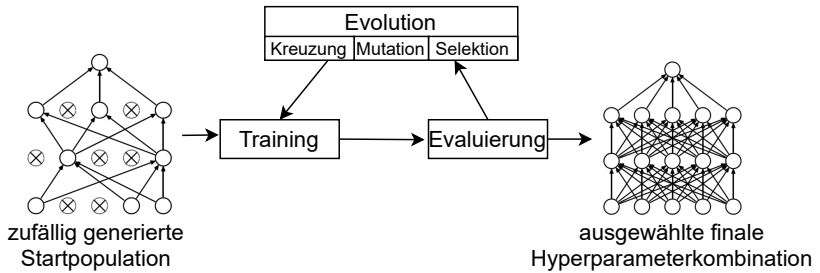 Evolution
Kreuzung Mutation Selektion
Training
Evaluierung
zufällig generierte
Startpopulation
ausgewählte finale
Hyperparameterkombination